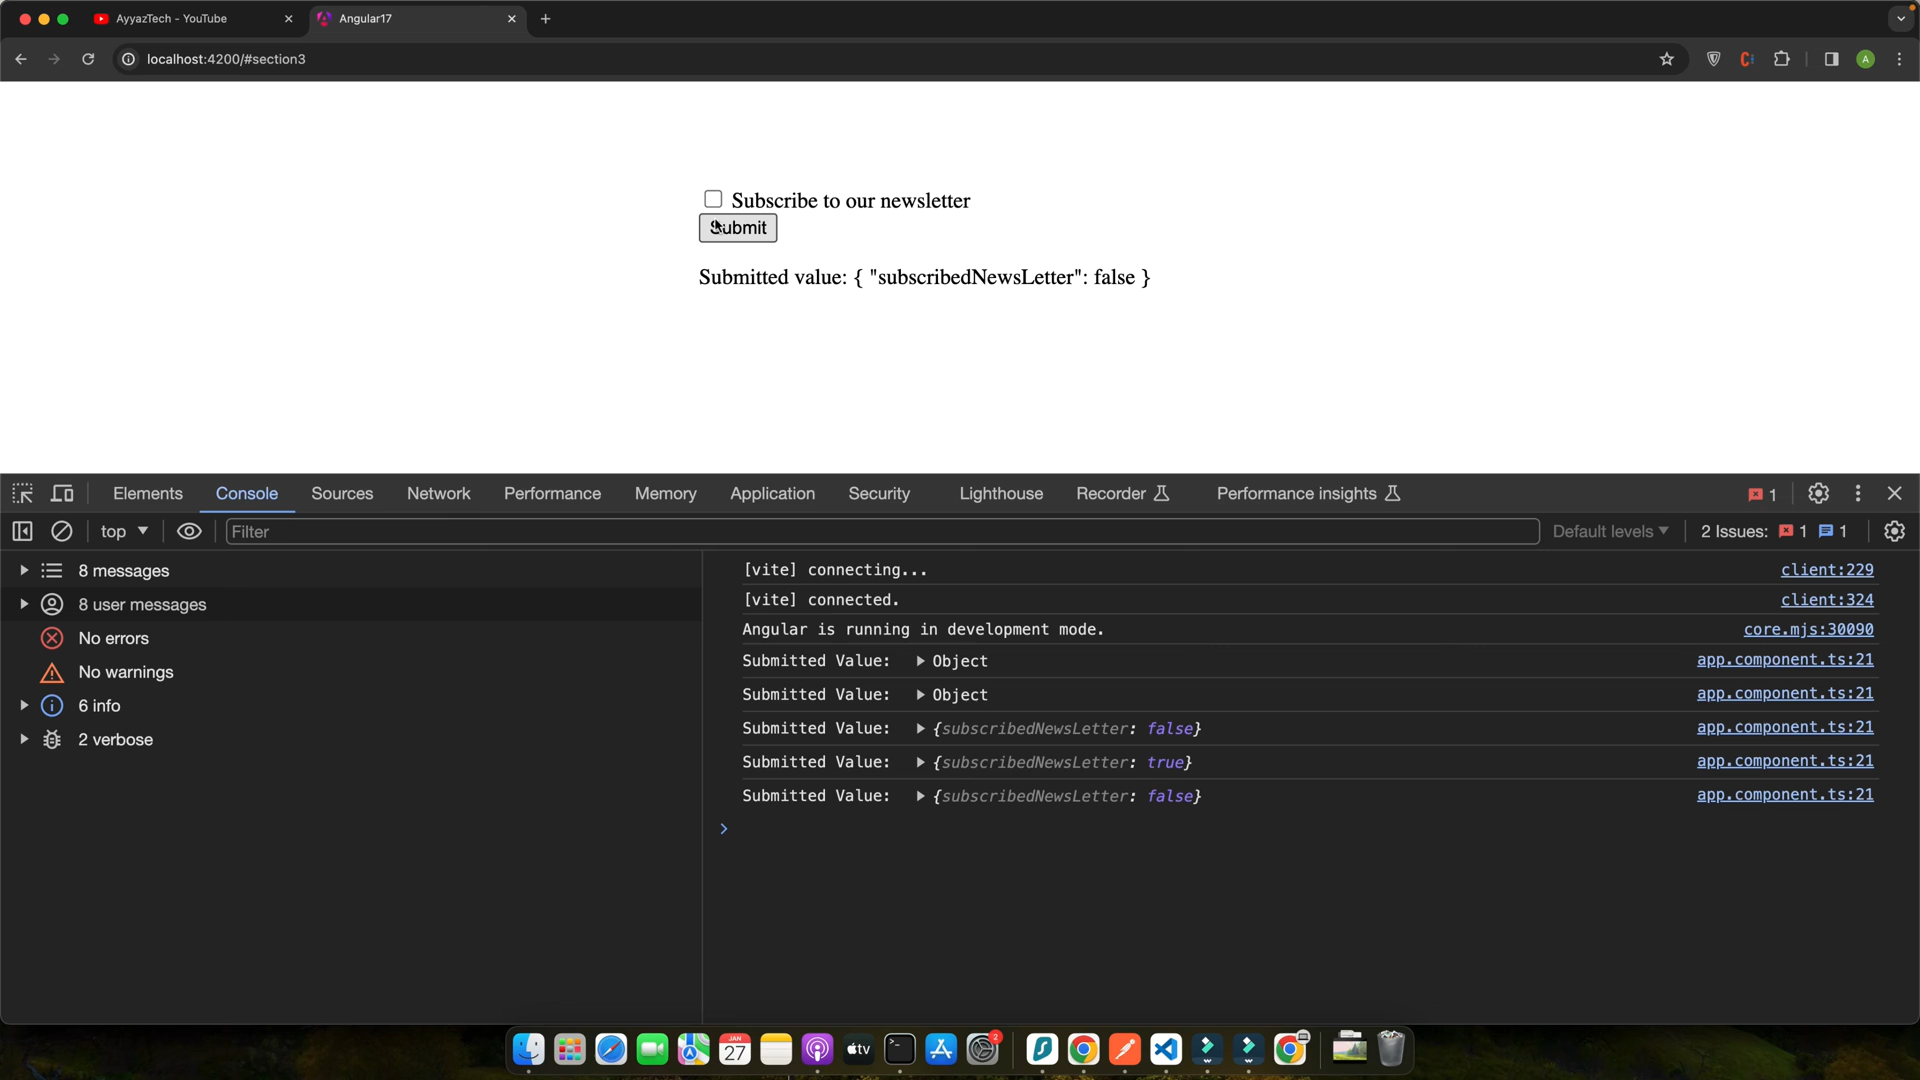 AyyazTech - YouTube
Angular17
localhost:4200/#section3
A
Subscribe to our newsletter
Submit
Submitted value: { "subscribedNewsLetter": false }
Elements
Console
Sources
Network
Performance
Memory
Application
Security
Lighthouse
Recorder
Performance insights
1
top
Filter
Default levels
2 Issues: 1 1
8 messages
8 user messages
No errors
No warnings
6 info
2 verbose
[vite] connecting... client:229
[vite] connected. client:324
Angular is running in development mode. core.mjs:30090
Submitted Value: Object app.component.ts:21
Submitted Value: Object app.component.ts:21
Submitted Value: {subscribedNewsLetter: false} app.component.ts:21
Submitted Value: {subscribedNewsLetter: true} app.component.ts:21
Submitted Value: {subscribedNewsLetter: false} app.component.ts:21
JAN
27
tv
2